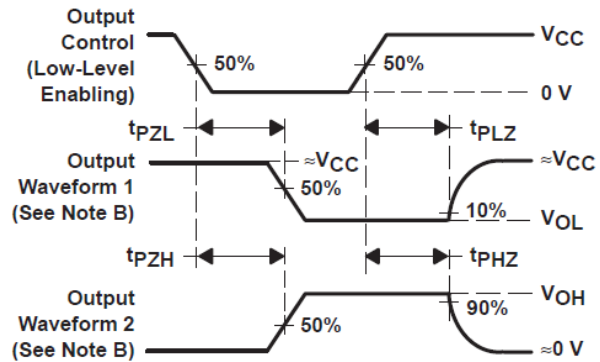 Output
Control
(Low-Level
Enabling)
50%
50%
VCC
0 V
tPZL
tPLZ
Output
Waveform 1
(See Note B)
≈VCC
50%
≈VCC
10%
VOL
tPZH
tPHZ
Output
Waveform 2
(See Note B)
50%
VOH
90%
≈0 V